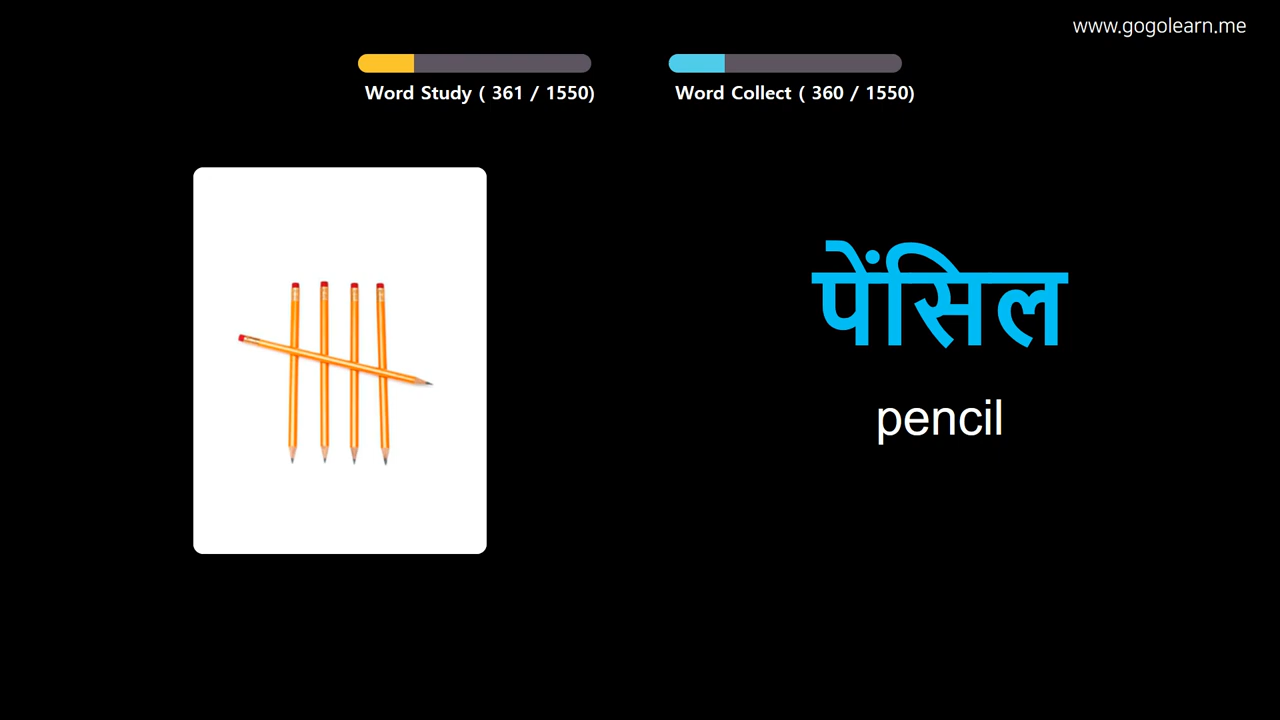 www.gogolearn.me
Word Study ( 361 / 1550)
Word Collect ( 360 / 1550)
पेंसिल
pencil